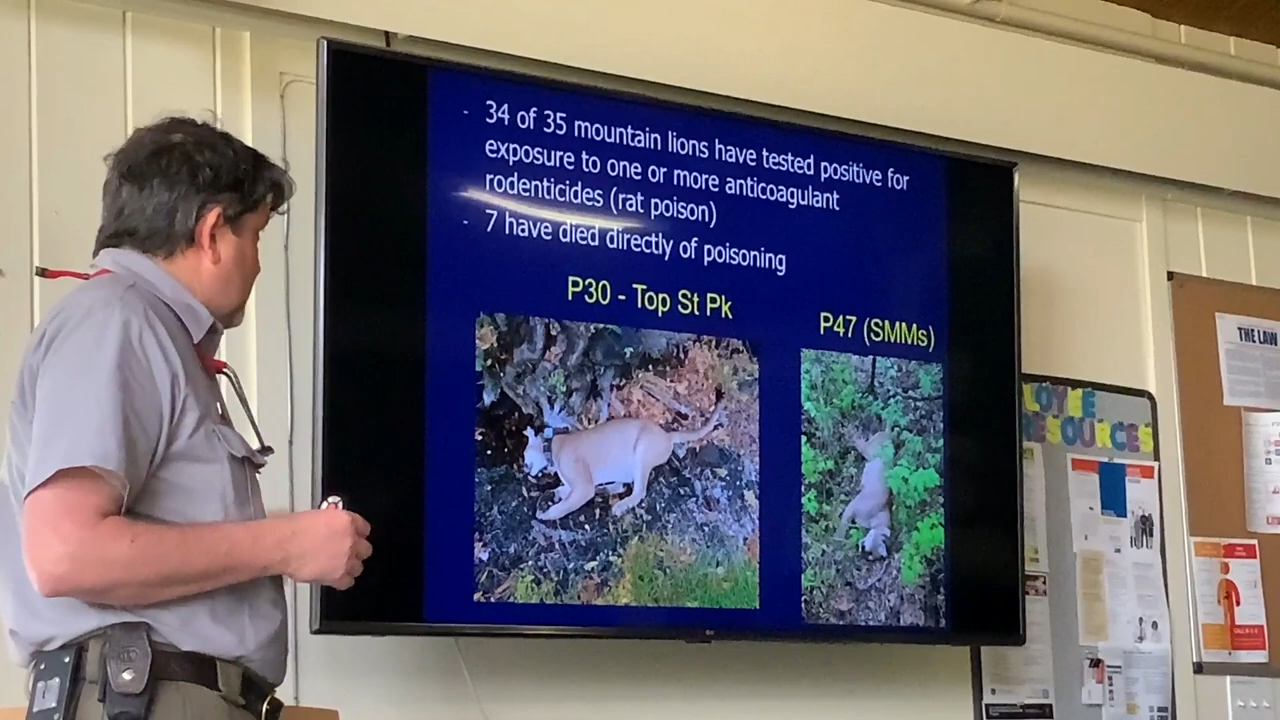 - 34 of 35 mountain lions have tested positive for
exposure to one or more anticoagulant
rodenticides (rat poison)
- 7 have died directly of poisoning
P30 - Top St Pk
P47 (SMMs)
LOYEE
RESOURCES
THE LAW